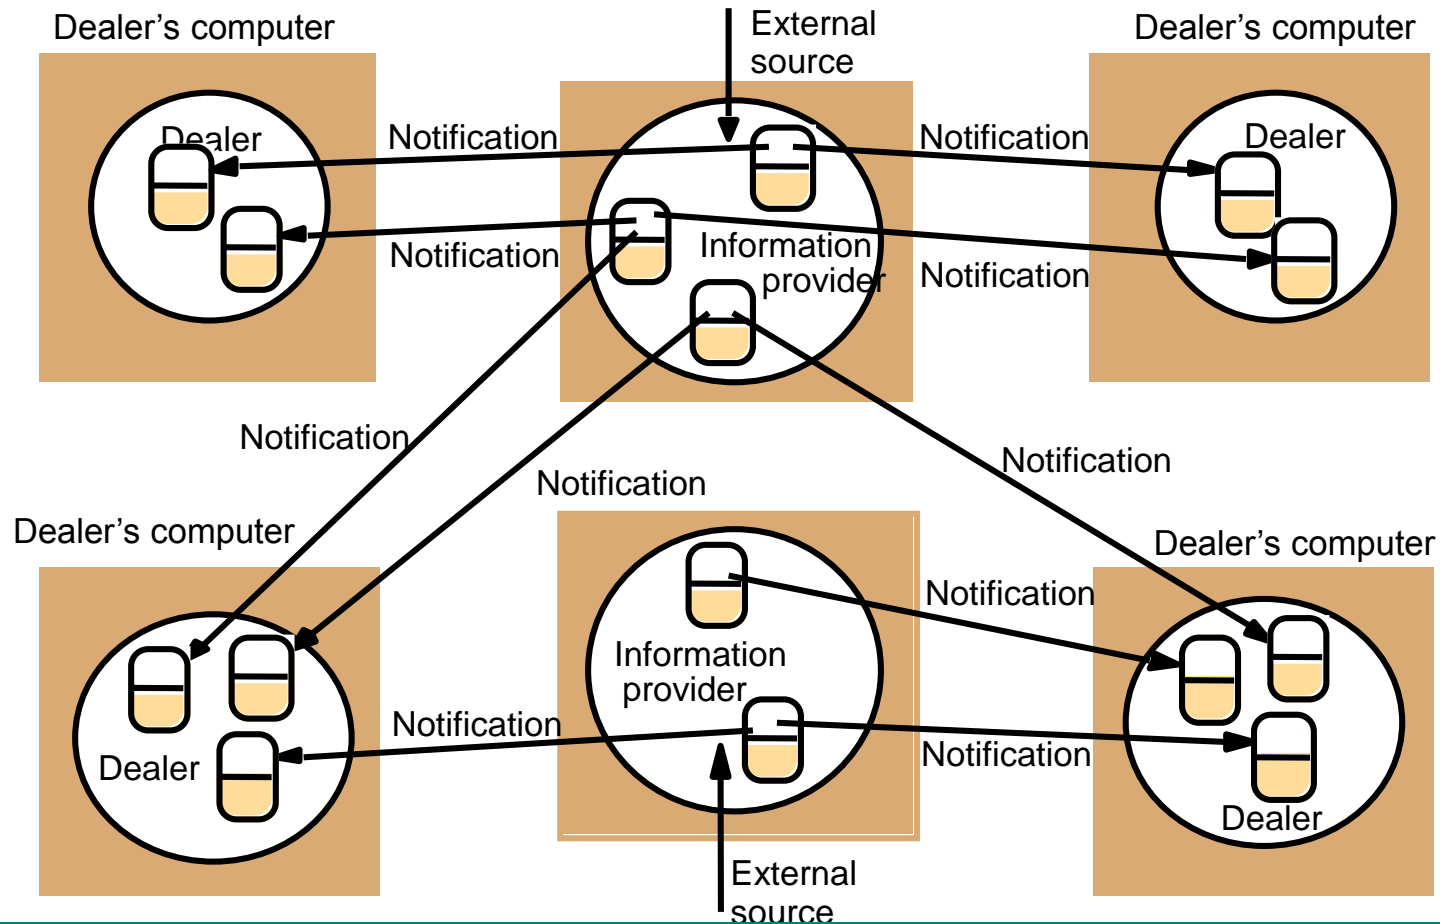 Dealer’s computer
External
source
Dealer’s computer
Dealer
Notification
Notification
Dealer
Notification
Information
provider
Notification
Notification
Notification
Notification
Dealer’s computer
Notification
Dealer’s computer
Information
provider
Notification
Dealer
Notification
Notification
Dealer
External
source